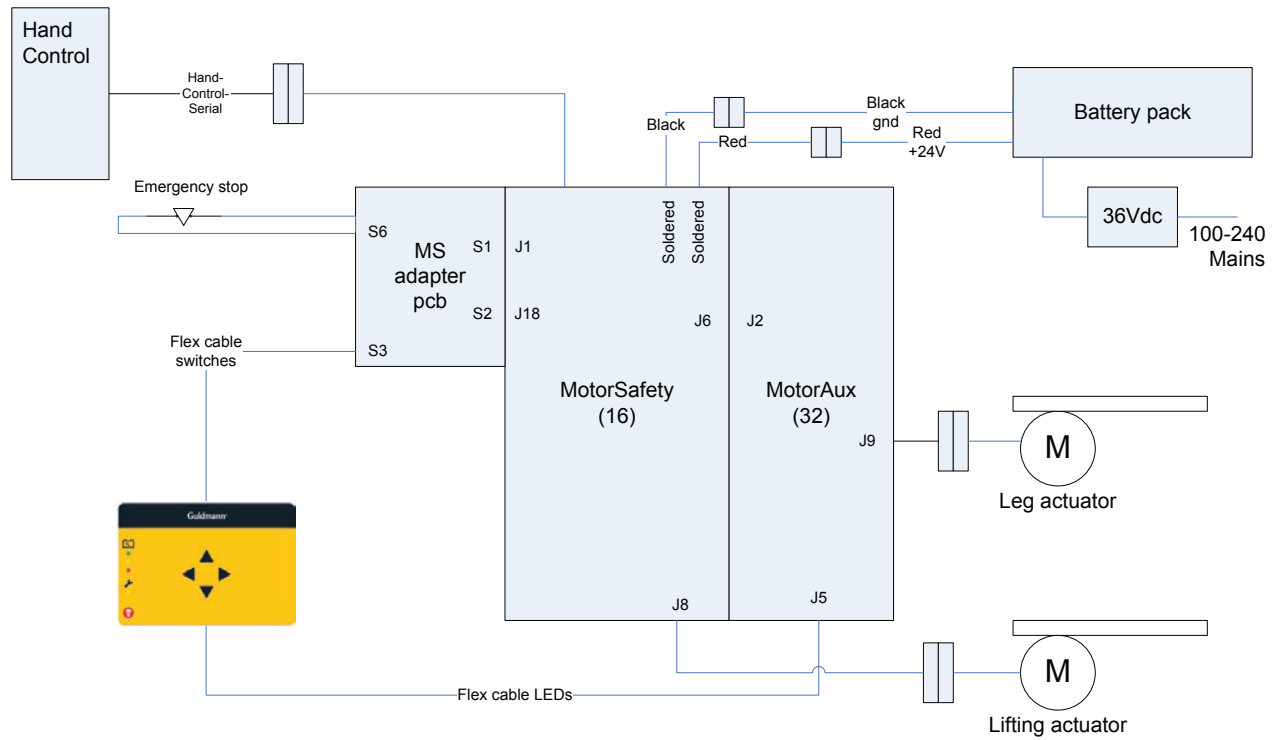 Hand
Control
Hand-
Control-
Serial
Black
Black
gnd
Red
Red
+24V
Battery pack
36Vdc
100-240
Mains
Emergency stop
S6
MS
adapter
pcb
S1
J1
S2
J18
S3
Soldered
Soldered
J6
J2
Flex cable
switches
MotorSafety
(16)
MotorAux
(32)
J9
M
Leg actuator
Guldmann
J8
J5
M
Lifting actuator
Flex cable LEDs